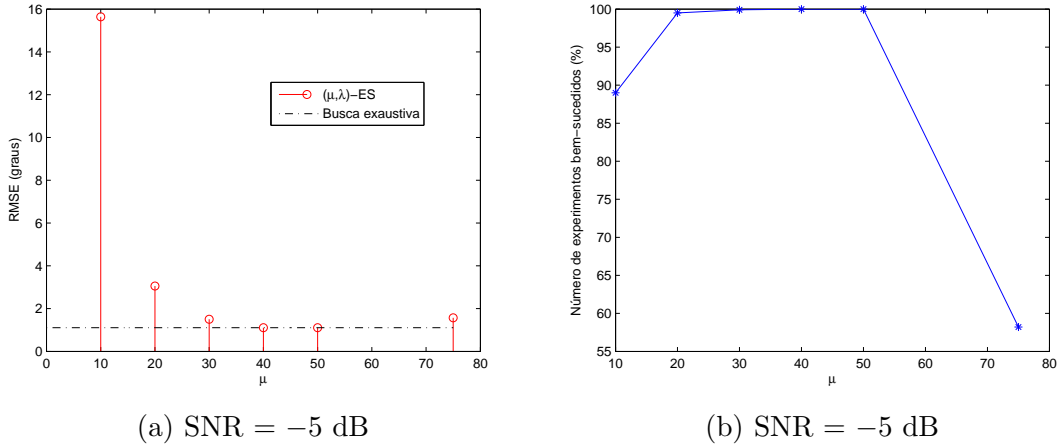 16
14
12
10
8
6
4
2
0
RMSE (graus)
0 10 20 30 40 50 60 70 80
μ
(μ,λ)−ES
Busca exaustiva
(a) SNR = −5 dB
100
95
90
85
80
75
70
65
60
55
Número de experimentos bem−sucedidos (%)
10 20 30 40 50 60 70 80
μ
(b) SNR = −5 dB